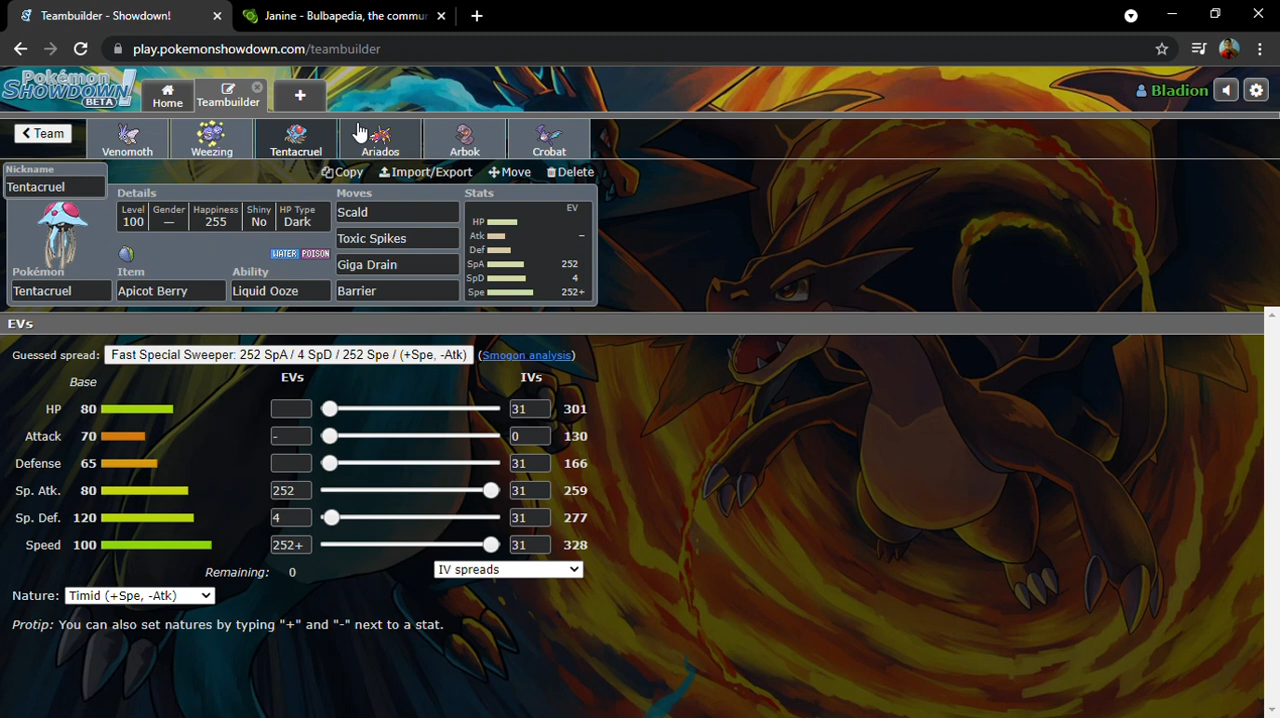 Teambuilder - Showdown!
Janine - Bulbapedia, the commun
play.pokemonshowdown.com/teambuilder
Pokémon
SHOWDOWN!
BETA
Home
Teambuilder
Bladion
Team
Venomoth
Weezing
Tentacruel
Ariados
Arbok
Crobat
Copy
Import/Export
Move
Delete
Nickname
Tentacruel
Details
Level Gender Happiness Shiny HP Type
100 — 255 No Dark
WATER POISON
Pokémon
Tentacruel
Item
Apicot Berry
Ability
Liquid Ooze
Moves
Scald
Toxic Spikes
Giga Drain
Barrier
Stats
EV
HP
Atk –
Def
SpA 252
SpD 4
Spe 252+
EVs
Guessed spread: Fast Special Sweeper: 252 SpA / 4 SpD / 252 Spe / (+Spe, -Atk) (Smogon analysis)
Base EVs IVs
HP 80 31 301
Attack 70 - 0 130
Defense 65 31 166
Sp. Atk. 80 252 31 259
Sp. Def. 120 4 31 277
Speed 100 252+ 31 328
Remaining: 0 IV spreads
Nature: Timid (+Spe, -Atk)
Protip: You can also set natures by typing "+" and "-" next to a stat.